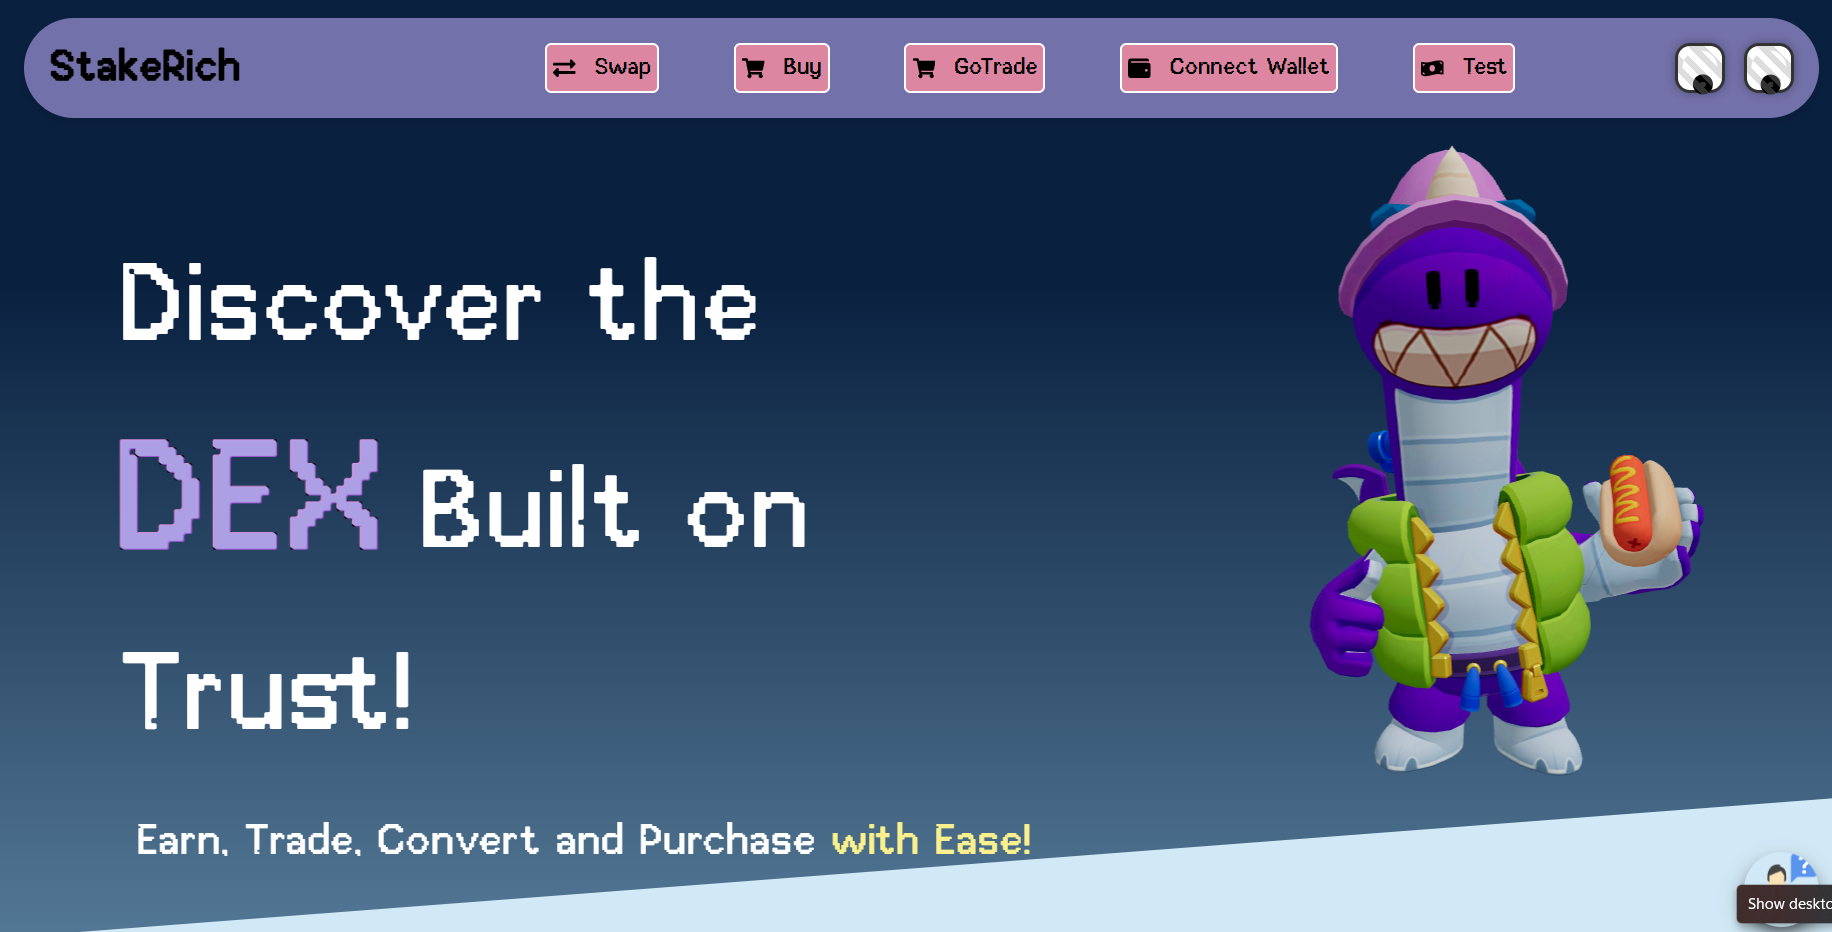 StakeRich
Swap
Buy
GoTrade
Connect Wallet
Test
Discover the
DEX Built on
Trust!
Earn, Trade, Convert and Purchase with Ease!
?
Show deskto